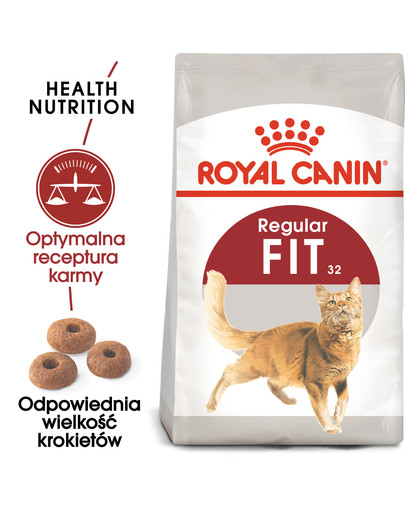 HEALTH
NUTRITION
Optymalna
receptura
karmy
Odpowiednia
wielkość
krokietów
ROYAL CANIN®
Regular
FIT 32